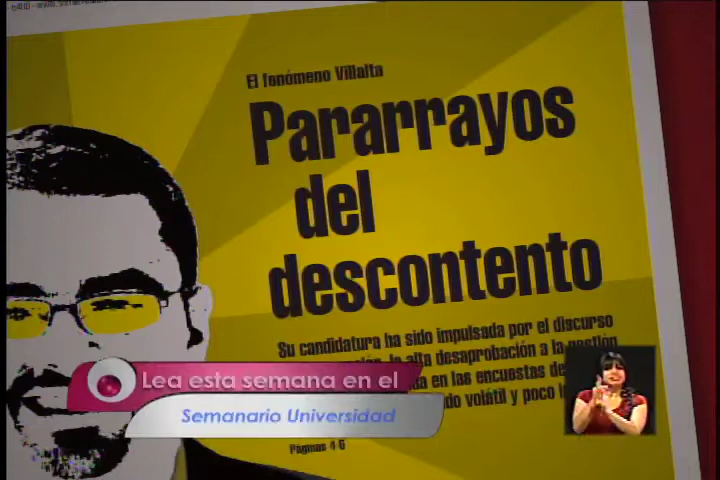 El fenómeno Villalta
Pararrayos
del
descontento
Su candidatura ha sido impulsada por el discurso
la alta desaprobación a la gestión
en las encuestas de
volátil y poco
Páginas 4-6
Lea esta semana en el
Semanario Universidad